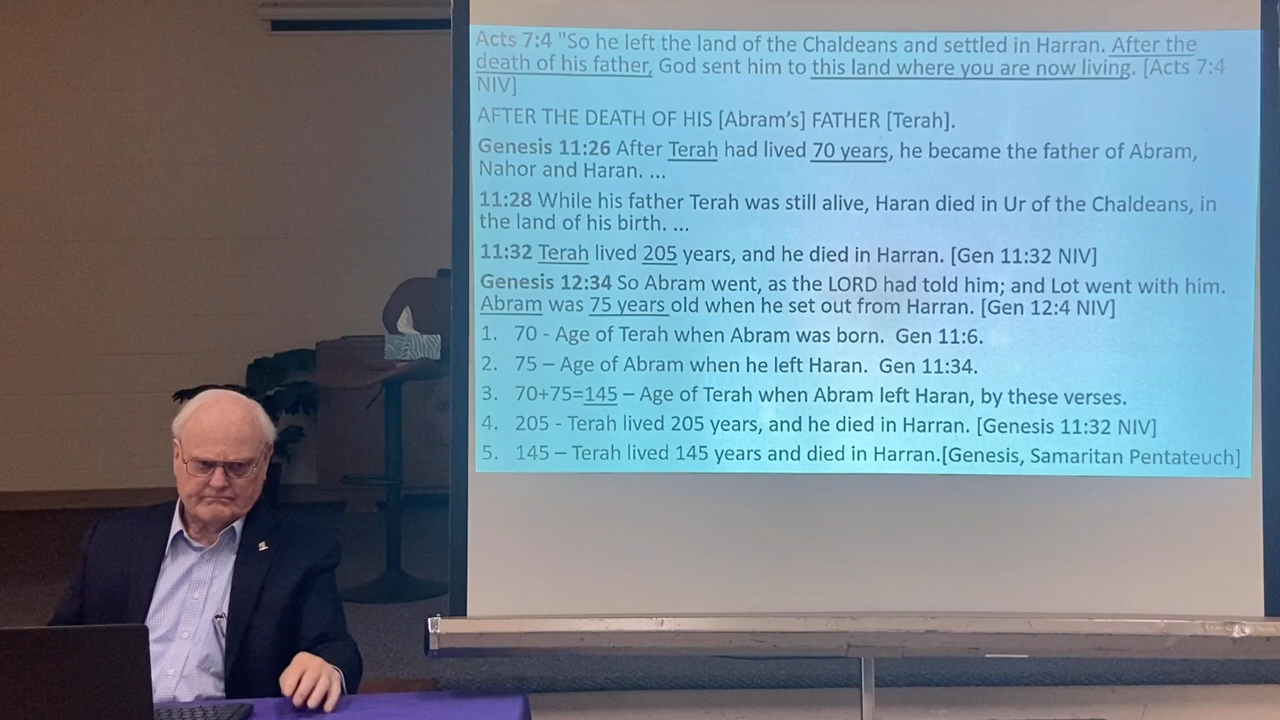 Acts 7:4 "So he left the land of the Chaldeans and settled in Harran. After the
death of his father, God sent him to this land where you are now living. [Acts 7:4
NIV]
AFTER THE DEATH OF HIS [Abram’s] FATHER [Terah].
Genesis 11:26 After Terah had lived 70 years, he became the father of Abram,
Nahor and Haran. ...
11:28 While his father Terah was still alive, Haran died in Ur of the Chaldeans, in
the land of his birth. ...
11:32 Terah lived 205 years, and he died in Harran. [Gen 11:32 NIV]
Genesis 12:34 So Abram went, as the LORD had told him; and Lot went with him.
Abram was 75 years old when he set out from Harran. [Gen 12:4 NIV]
1. 70 - Age of Terah when Abram was born. Gen 11:6.
2. 75 – Age of Abram when he left Haran. Gen 11:34.
3. 70+75=145 – Age of Terah when Abram left Haran, by these verses.
4. 205 - Terah lived 205 years, and he died in Harran. [Genesis 11:32 NIV]
5. 145 – Terah lived 145 years and died in Harran.[Genesis, Samaritan Pentateuch]